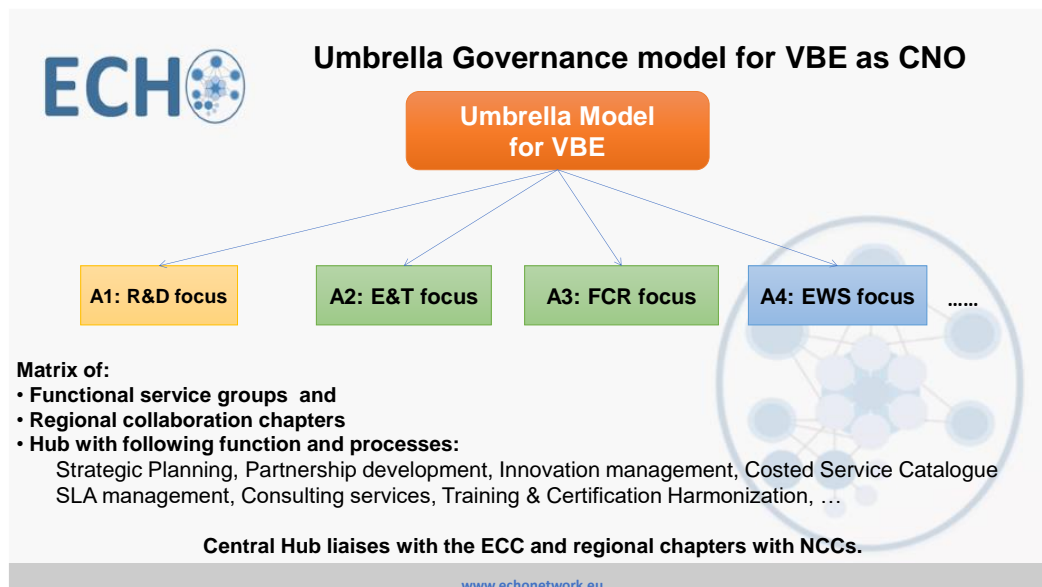 ECHO
Umbrella Governance model for VBE as CNO
Umbrella Model
for VBE
A1: R&D focus
A2: E&T focus
A3: FCR focus
A4: EWS focus
......
Matrix of:
• Functional service groups and
• Regional collaboration chapters
• Hub with following function and processes:
Strategic Planning, Partnership development, Innovation management, Costed Service Catalogue
SLA management, Consulting services, Training & Certification Harmonization, …
Central Hub liaises with the ECC and regional chapters with NCCs.
www.echonetwork.eu